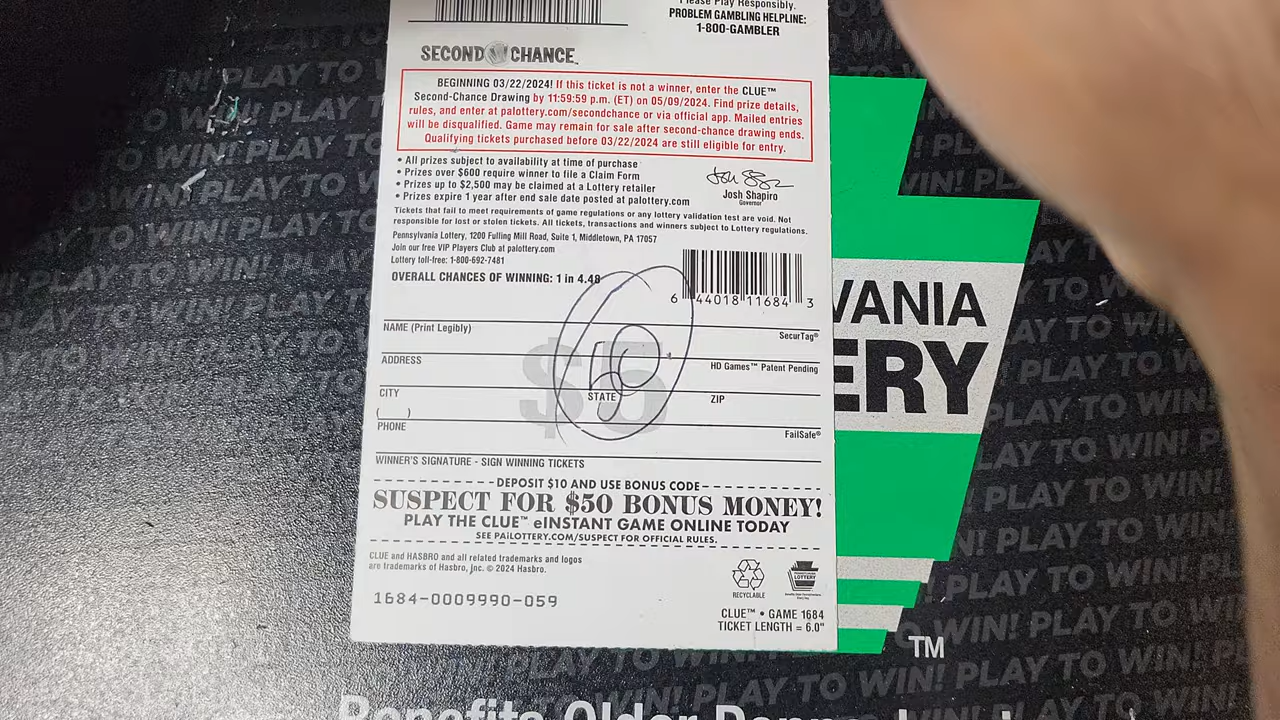 Please Play Responsibly.
PROBLEM GAMBLING HELPLINE:
1-800-GAMBLER
SECOND CHANCE™
BEGINNING 03/22/2024! If this ticket is not a winner, enter the CLUE™
Second-Chance Drawing by 11:59:59 p.m. (ET) on 05/09/2024. Find prize details,
rules, and enter at palottery.com/secondchance or via official app. Mailed entries
will be disqualified. Game may remain for sale after second-chance drawing ends.
Qualifying tickets purchased before 03/22/2024 are still eligible for entry.
• All prizes subject to availability at time of purchase
• Prizes over $600 require winner to file a Claim Form
• Prizes up to $2,500 may be claimed at a Lottery retailer
• Prizes expire 1 year after end sale date posted at palottery.com
Josh Shapiro
Governor
Tickets that fail to meet requirements of game regulations or any lottery validation test are void. Not
responsible for lost or stolen tickets. All tickets, transactions and winners subject to Lottery regulations.
Pennsylvania Lottery, 1200 Fulling Mill Road, Suite 1, Middletown, PA 17057
Join our free VIP Players Club at palottery.com
Lottery toll-free: 1-800-692-7481
OVERALL CHANCES OF WINNING: 1 in 4.48
6 44018 11684 3
NAME (Print Legibly)
SecurTag®
ADDRESS
HD Games™ Patent Pending
$5
50
CITY
STATE
ZIP
(    )
PHONE
FailSafe®
WINNER'S SIGNATURE - SIGN WINNING TICKETS
DEPOSIT $10 AND USE BONUS CODE
SUSPECT FOR $50 BONUS MONEY!
PLAY THE CLUE™ eINSTANT GAME ONLINE TODAY
SEE PAILOTTERY.COM/SUSPECT FOR OFFICIAL RULES.
CLUE and HASBRO and all related trademarks and logos
are trademarks of Hasbro, Inc. © 2024 Hasbro.
RECYCLABLE
PENNSYLVANIA
LOTTERY
1684-0009990-059
CLUE™ • GAME 1684
TICKET LENGTH = 6.0"
VANIA
ERY
TM
PLAY TO WIN! PLAY TO WIN!
Benefits Older